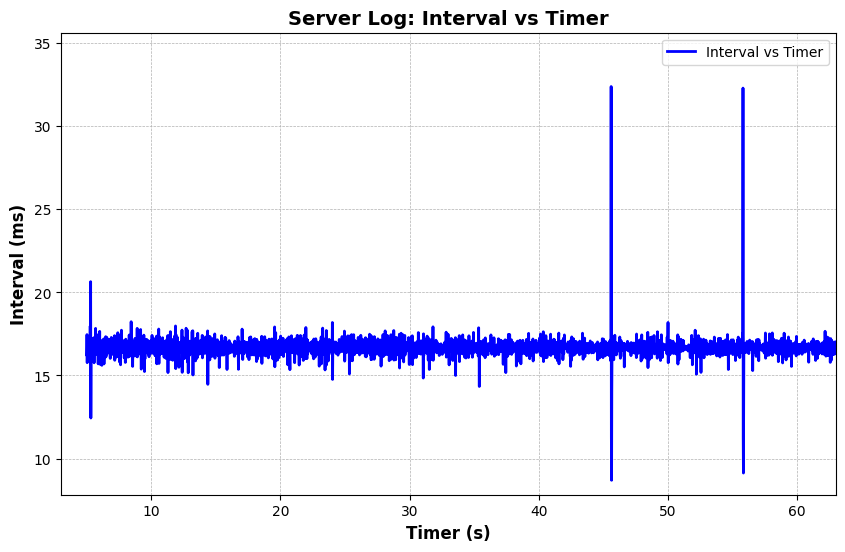 Server Log: Interval vs Timer
Interval vs Timer
35
30
25
20
15
10
Interval (ms)
10 20 30 40 50 60
Timer (s)